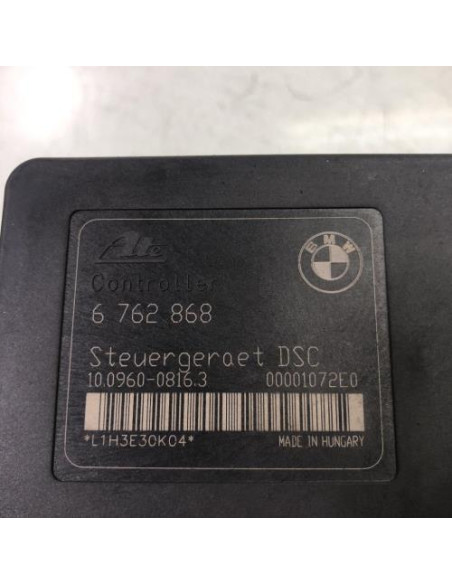 Ate
BMW
Controller
6 762 868
Steuergeraet DSC
10.0960-0816.3 00001072E0
*L1H3E30K04*
MADE IN HUNGARY